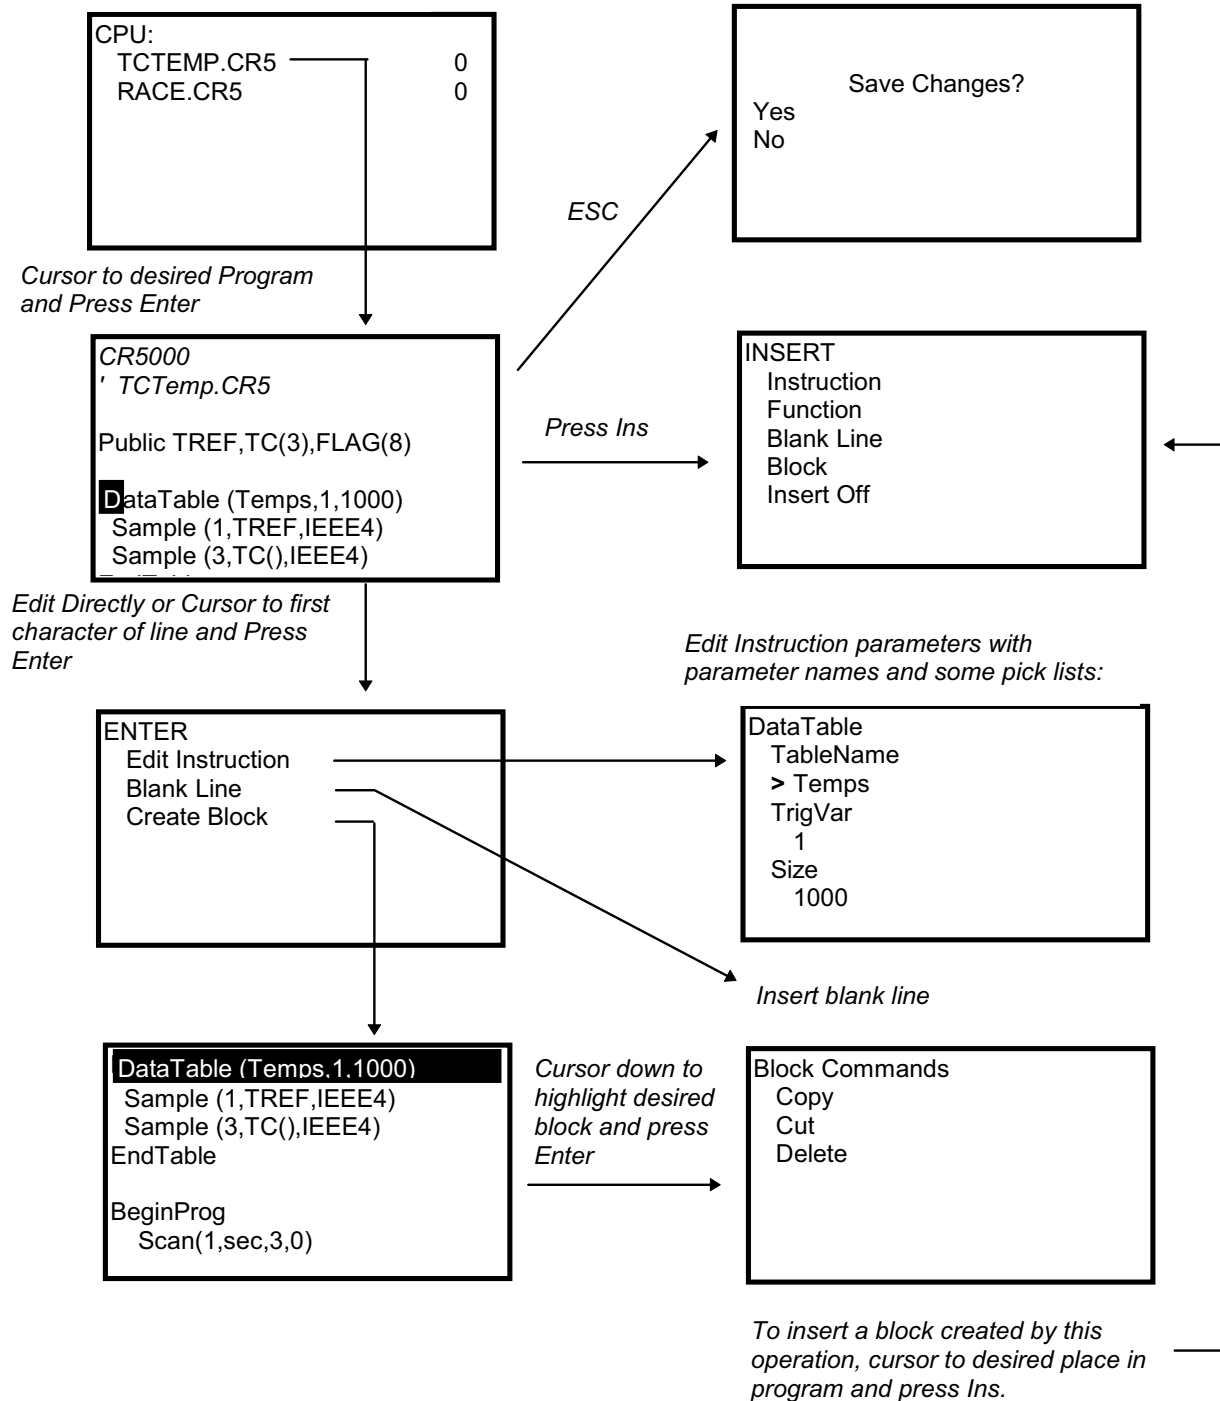 CPU:
TCTEMP.CR5 0
RACE.CR5 0
Save Changes?
Yes
No
ESC
Cursor to desired Program
and Press Enter
CR5000
' TCTemp.CR5
Public TREF,TC(3),FLAG(8)
DataTable (Temps,1,1000)
Sample (1,TREF,IEEE4)
Sample (3,TC(),IEEE4)
Press Ins
INSERT
Instruction
Function
Blank Line
Block
Insert Off
Edit Directly or Cursor to first
character of line and Press
Enter
Edit Instruction parameters with
parameter names and some pick lists:
ENTER
Edit Instruction
Blank Line
Create Block
DataTable
TableName
> Temps
TrigVar
1
Size
1000
Insert blank line
DataTable (Temps,1,1000)
Sample (1,TREF,IEEE4)
Sample (3,TC(),IEEE4)
EndTable
BeginProg
Scan(1,sec,3,0)
Cursor down to
highlight desired
block and press
Enter
Block Commands
Copy
Cut
Delete
To insert a block created by this
operation, cursor to desired place in
program and press Ins.